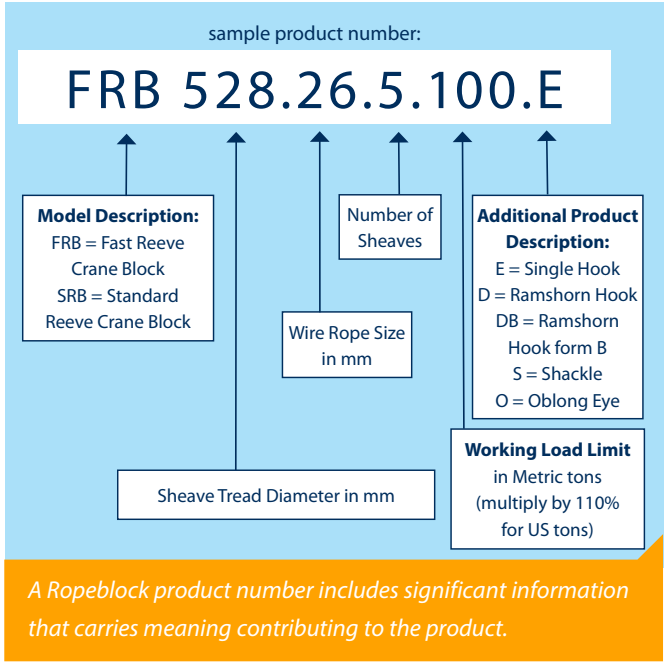 sample product number:
FRB 528.26.5.100.E
Model Description:
FRB = Fast Reeve
Crane Block
SRB = Standard
Reeve Crane Block
Sheave Tread Diameter in mm
Wire Rope Size
in mm
Number of
Sheaves
Working Load Limit
in Metric tons
(multiply by 110%
for US tons)
Additional Product
Description:
E = Single Hook
D = Ramshorn Hook
DB = Ramshorn
Hook form B
S = Shackle
O = Oblong Eye
A Ropeblock product number includes significant information
that carries meaning contributing to the product.